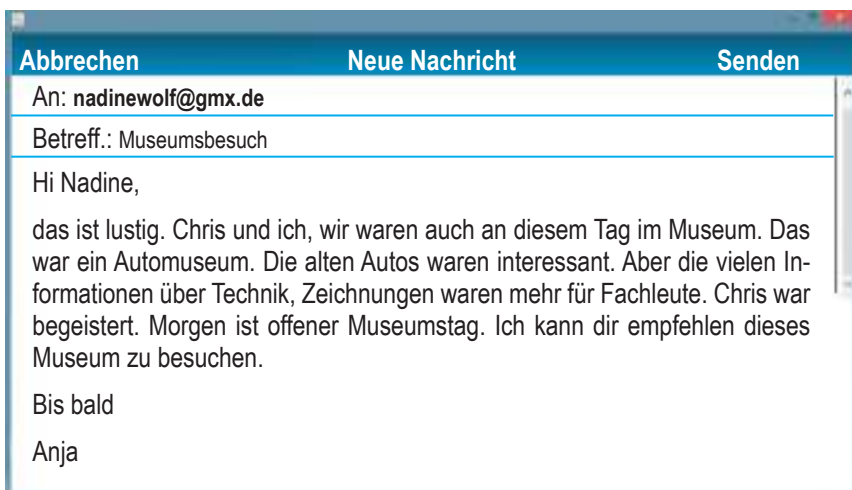 Abbrechen Neue Nachricht Senden
An: nadinewolf@gmx.de
Betreff.: Museumsbesuch
Hi Nadine,
das ist lustig. Chris und ich, wir waren auch an diesem Tag im Museum. Das
war ein Automuseum. Die alten Autos waren interessant. Aber die vielen In-
formationen über Technik, Zeichnungen waren mehr für Fachleute. Chris war
begeistert. Morgen ist offener Museumstag. Ich kann dir empfehlen dieses
Museum zu besuchen.
Bis bald
Anja